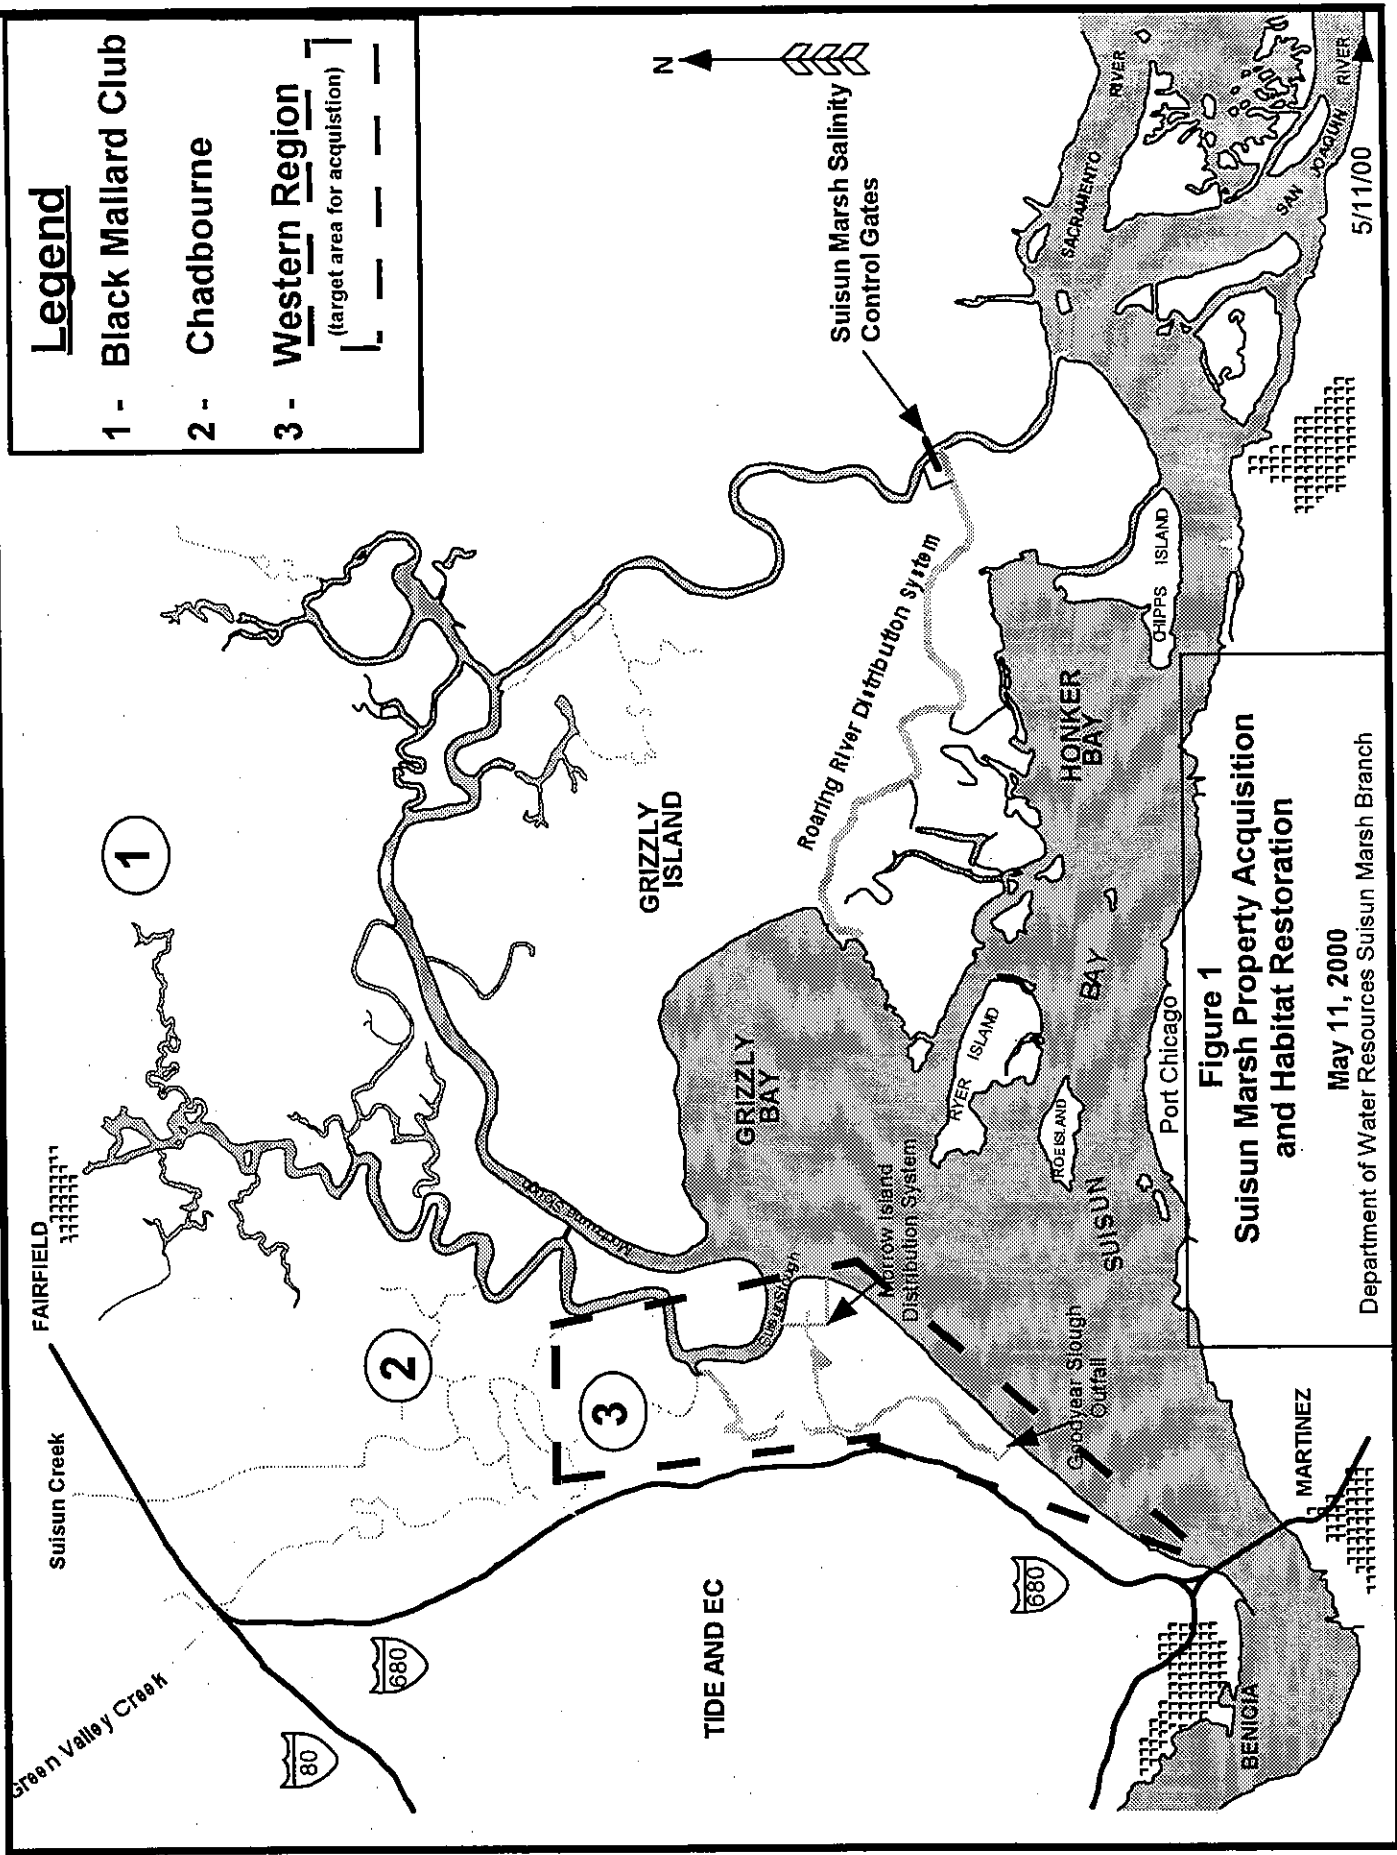 Legend
1 - Black Mallard Club
2 - Chadbourne
3 - Western Region
(target area for acquistion)
N
FAIRFIELD
Suisun Creek
Green Valley Creek
80
680
680
1
2
3
TIDE AND EC
GRIZZLY
ISLAND
Suisun Marsh Salinity
Control Gates
Roaring River Distribution System
Montezuma Slough
Suisun Slough
GRIZZLY
BAY
Morrow Island
Distribution System
Goodyear Slough
Outfall
HONKER
BAY
CHIPPS ISLAND
RYER ISLAND
ROE ISLAND
SUISUN BAY
SACRAMENTO RIVER
SAN JOAQUIN RIVER
Port Chicago
MARTINEZ
BENICIA
Figure 1
Suisun Marsh Property Acquisition
and Habitat Restoration
May 11, 2000
Department of Water Resources Suisun Marsh Branch
5/11/00